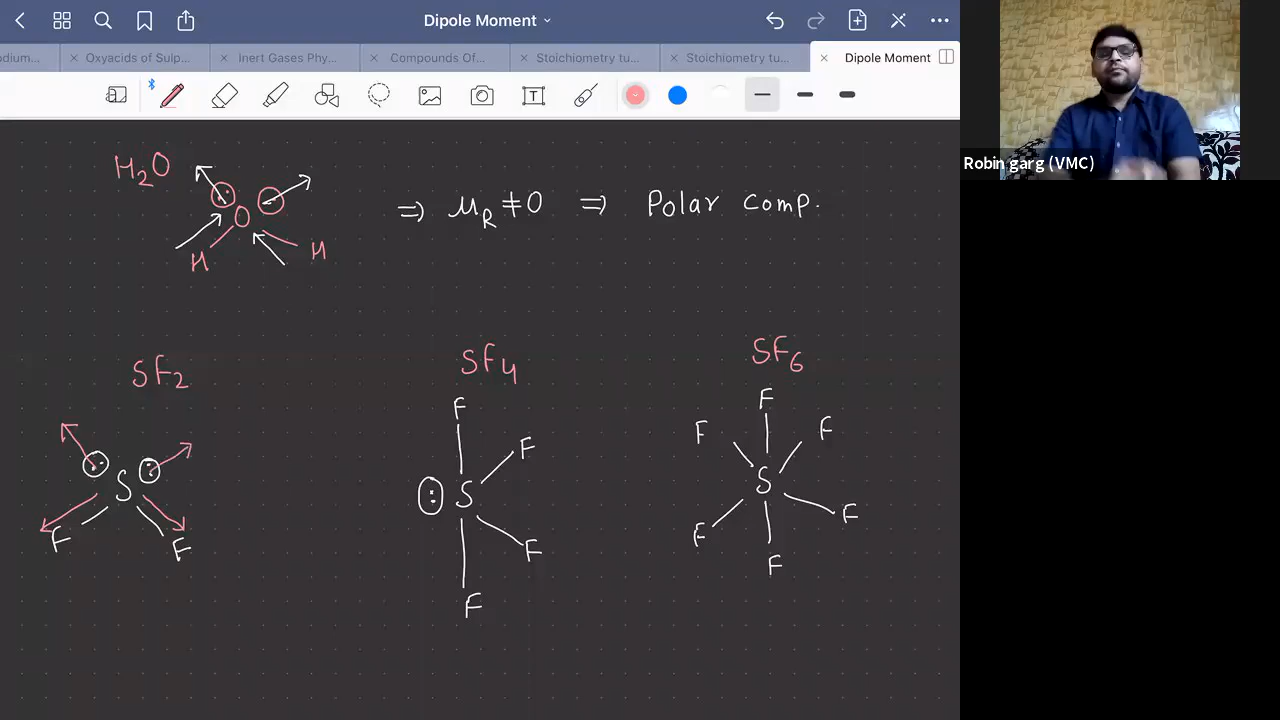 Dipole Moment
odium...
Oxyacids of Sulp...
Inert Gases Phy...
Compounds Of...
Stoichiometry tu...
Stoichiometry tu...
Dipole Moment
T
Robin garg (VMC)
H₂O
O
H H
⇒ μ_R ≠ 0 ⇒ Polar comp.
SF₂
S
F F
SF₄
F
F
S
F
F
SF₆
F
F F
S
F F
F